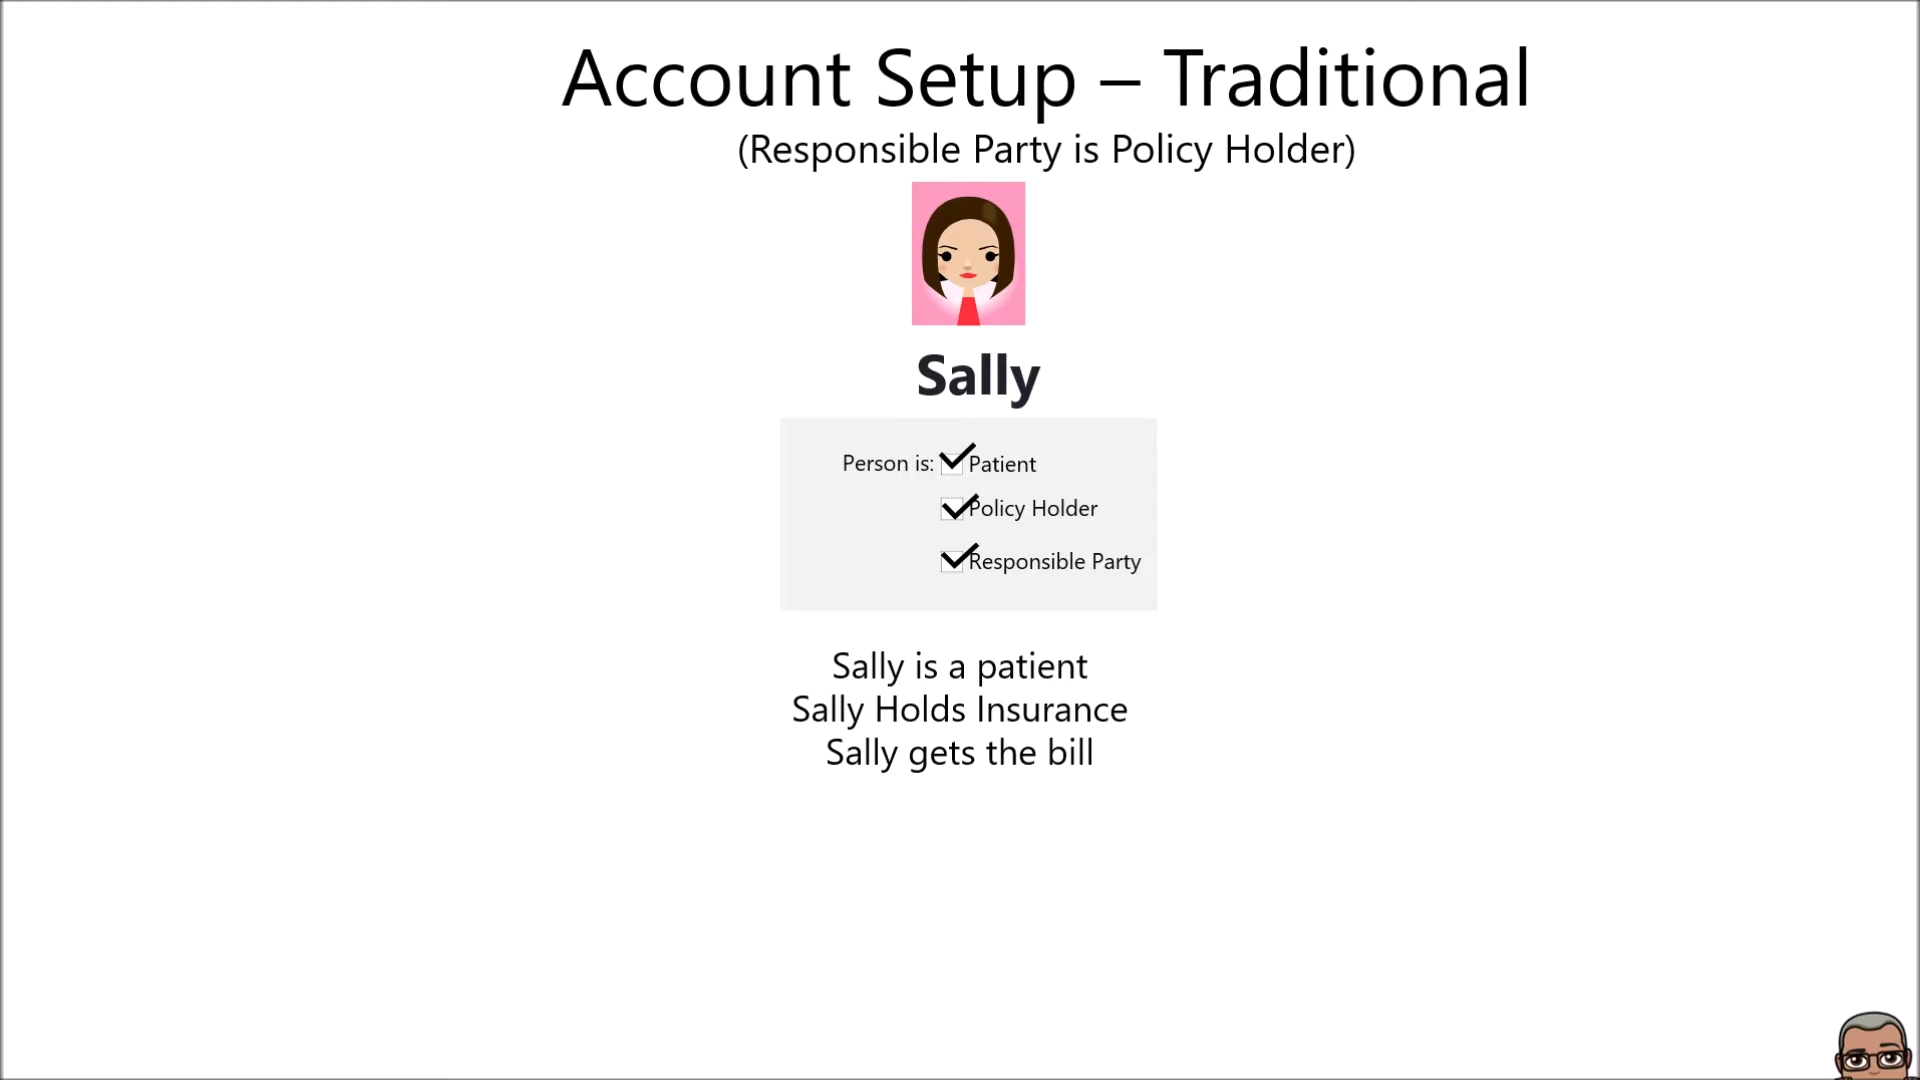 Account Setup – Traditional
(Responsible Party is Policy Holder)
Sally
Person is: Patient
Policy Holder
Responsible Party
Sally is a patient
Sally Holds Insurance
Sally gets the bill